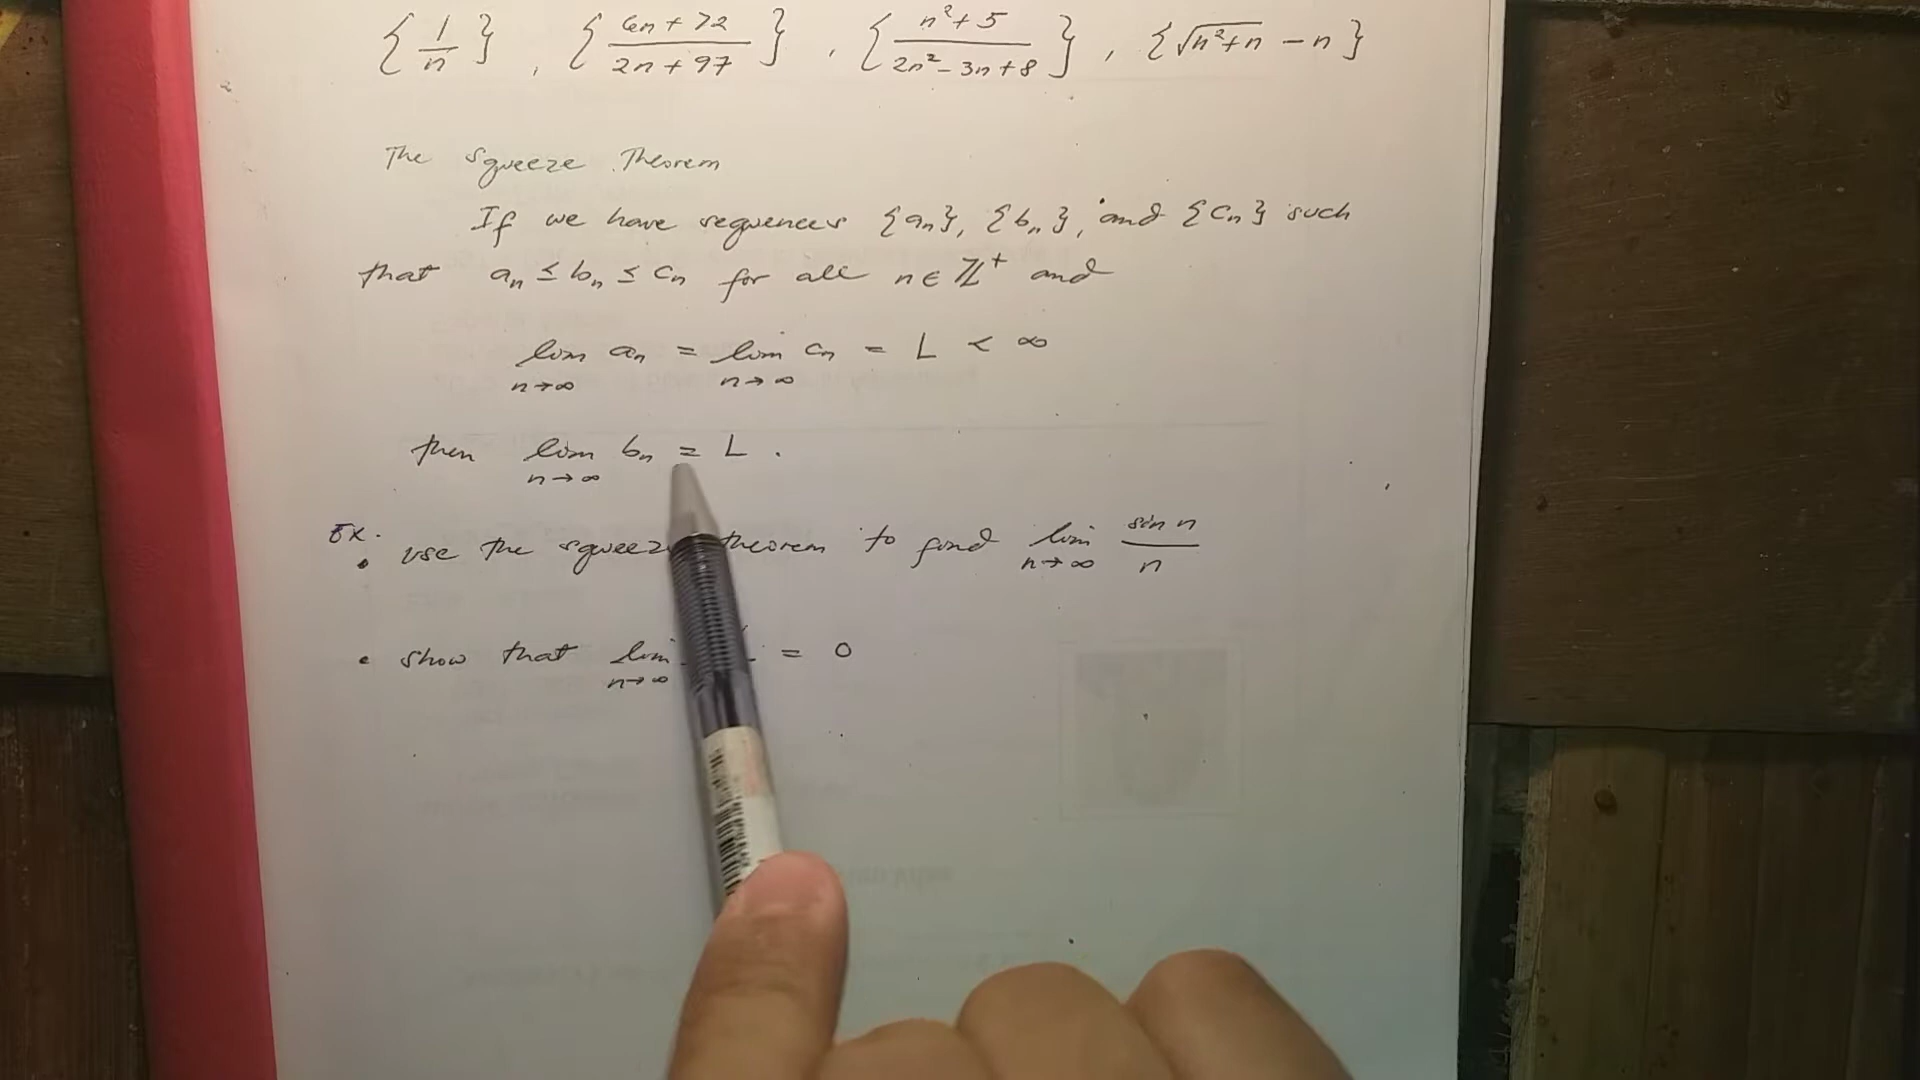 {1/n}, {6n+72/2n+97}, {n²+5/2n²-3n+8}, {√n²+n - n}
The Squeeze Theorem
If we have sequences {aₙ}, {bₙ}, and {cₙ} such
that aₙ ≤ bₙ ≤ cₙ for all n ∈ ℤ⁺ and
lim n→∞ aₙ = lim n→∞ cₙ = L < ∞
then lim n→∞ bₙ = L.
Ex.
• use the squeeze theorem to find lim n→∞ sin n/n
• show that lim n→∞ = 0